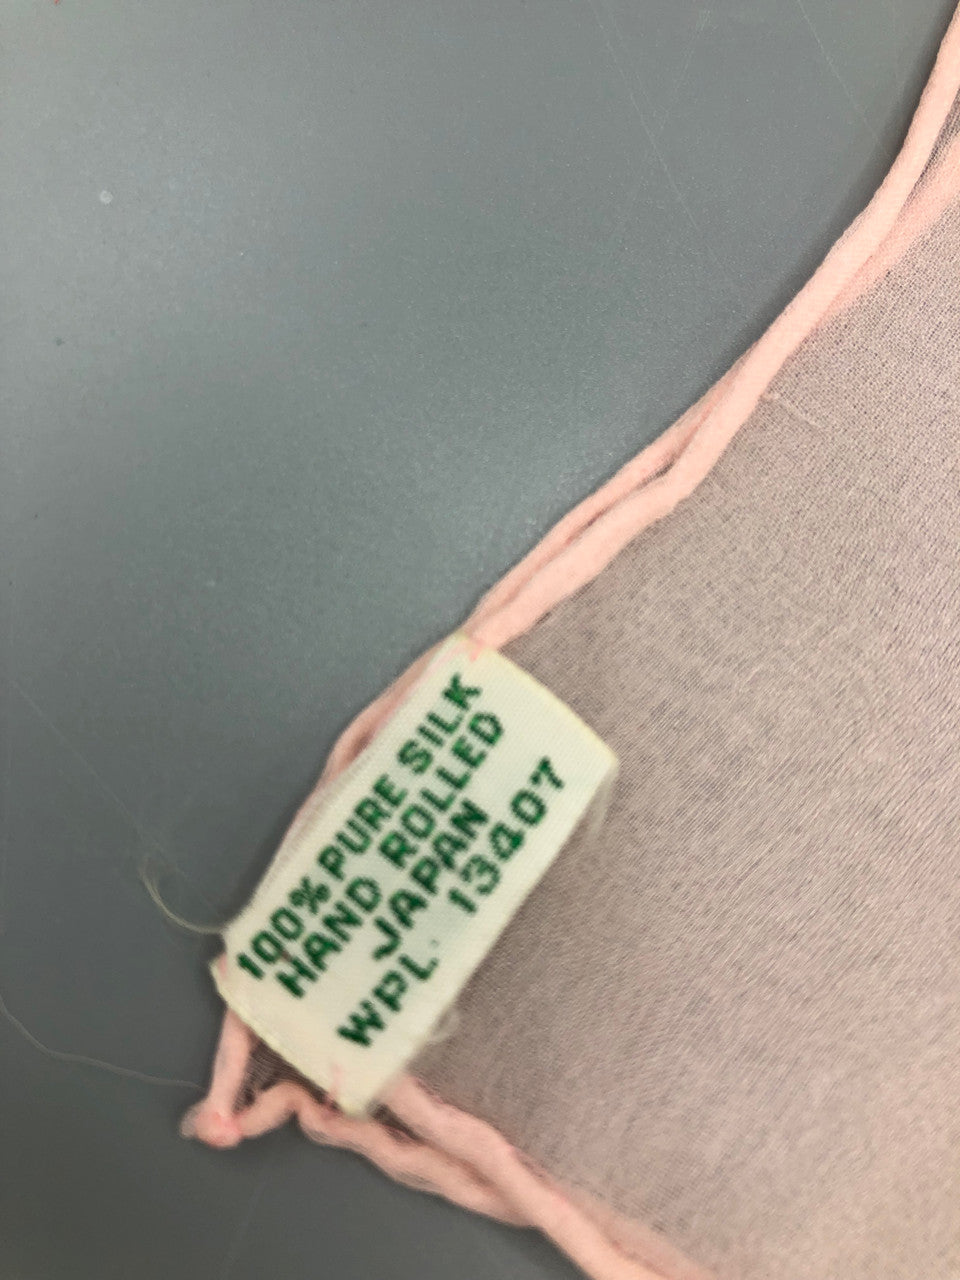 100% PURE SILK
HAND ROLLED
JAPAN
WPL. 13407